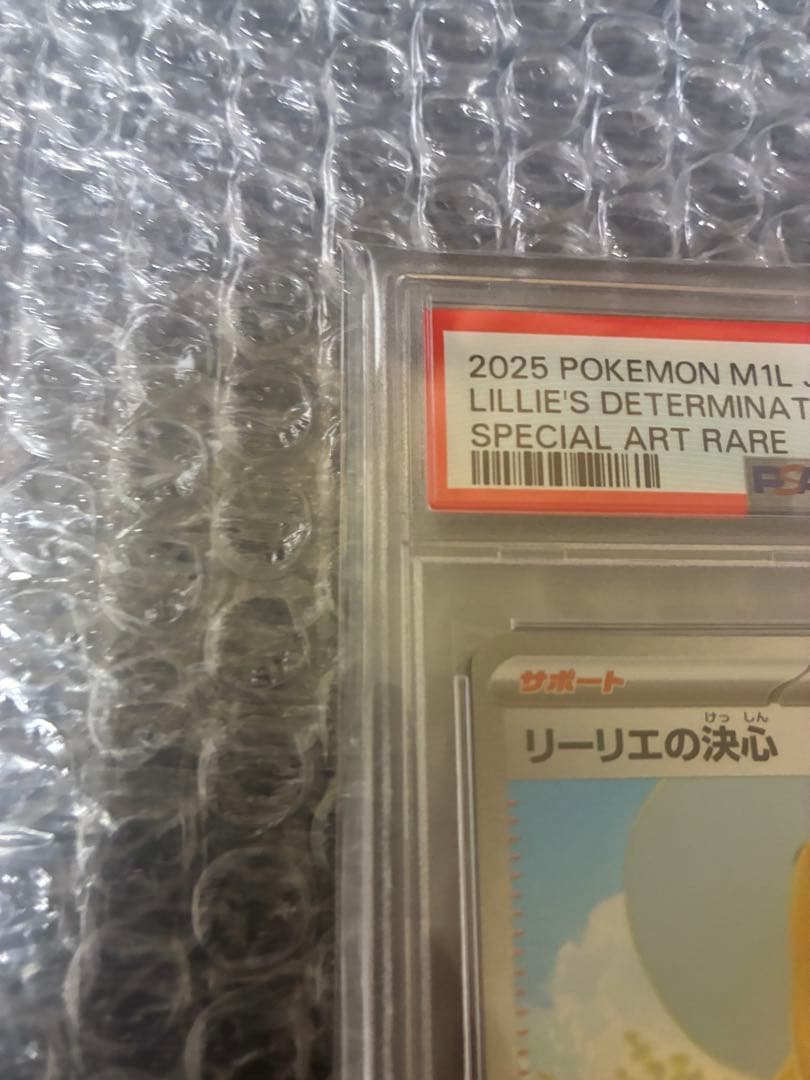 2025 POKEMON M1L
LILLIE'S DETERMINAT
SPECIAL ART RARE
PSA
サポート
けっしん
リーリエの決心